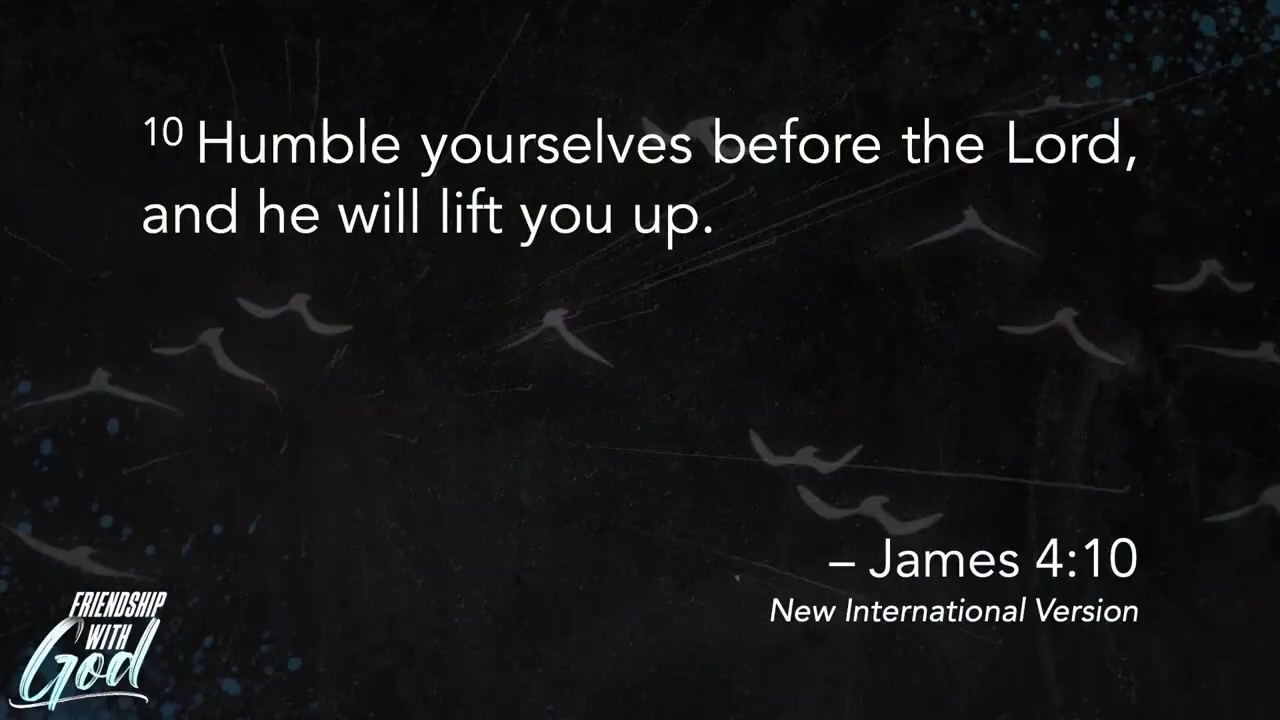 10 Humble yourselves before the Lord,
and he will lift you up.
– James 4:10
New International Version
FRIENDSHIP
WITH
God